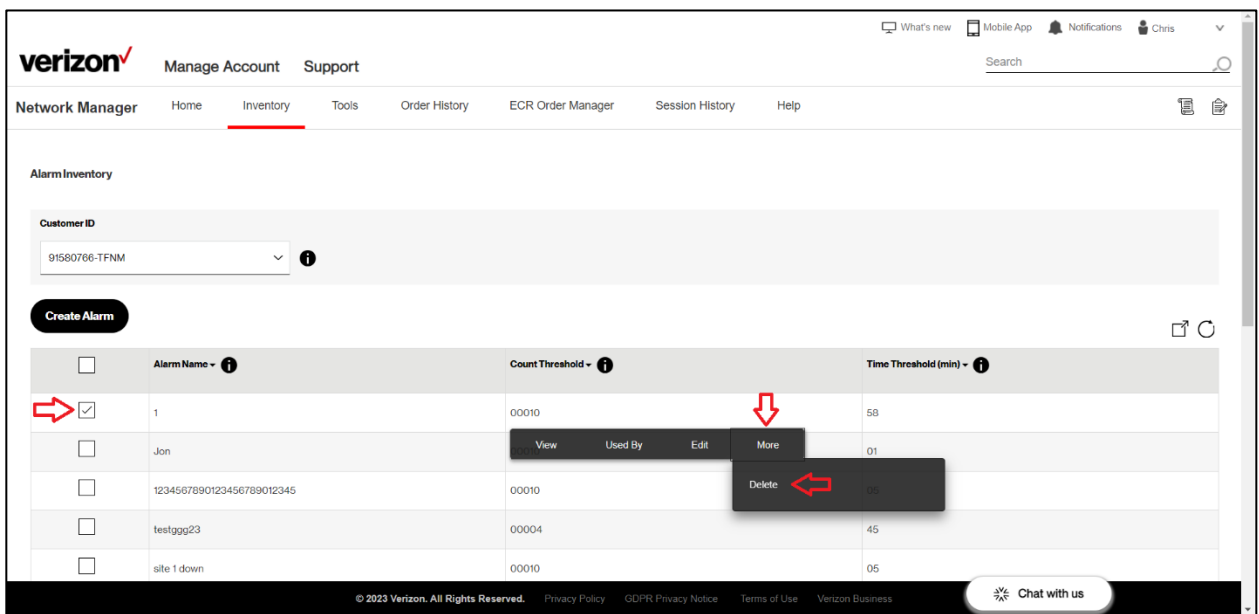 What's new Mobile App Notifications Chris
verizon Manage Account Support Search
Network Manager Home Inventory Tools Order History ECR Order Manager Session History Help
Alarm Inventory
Customer ID
91580766-TFNM
Create Alarm
Alarm Name Count Threshold Time Threshold (min)
1 00010 58
View Used By Edit More
Jon 00010 01
Delete
1234567890123456789012345 00010 05
testggg23 00004 45
site 1 down 00010 05
© 2023 Verizon. All Rights Reserved. Privacy Policy GDPR Privacy Notice Terms of Use Verizon Business
Chat with us